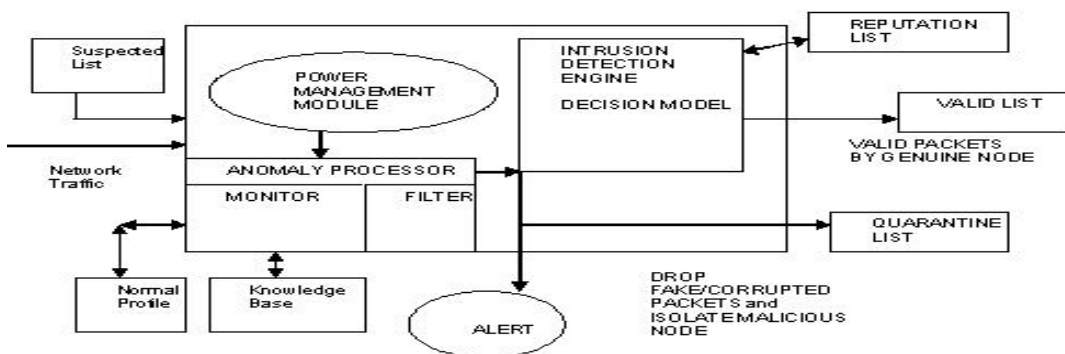 Suspected
List
Network
Traffic
POWER
MANAGEMENT
MODULE
ANOMALY PROCESSOR
MONITOR
FILTER
Normal
Profile
Knowledge
Base
INTRUSION
DETECTION
ENGINE
DECISION MODEL
REPUTATION
LIST
VALID LIST
VALID PACKETS
BY GENUINE NODE
QUARANTINE
LIST
DROP
FAKE/CORRUPTED
PACKETS and
ISOLATE MALICIOUS
NODE
ALERT